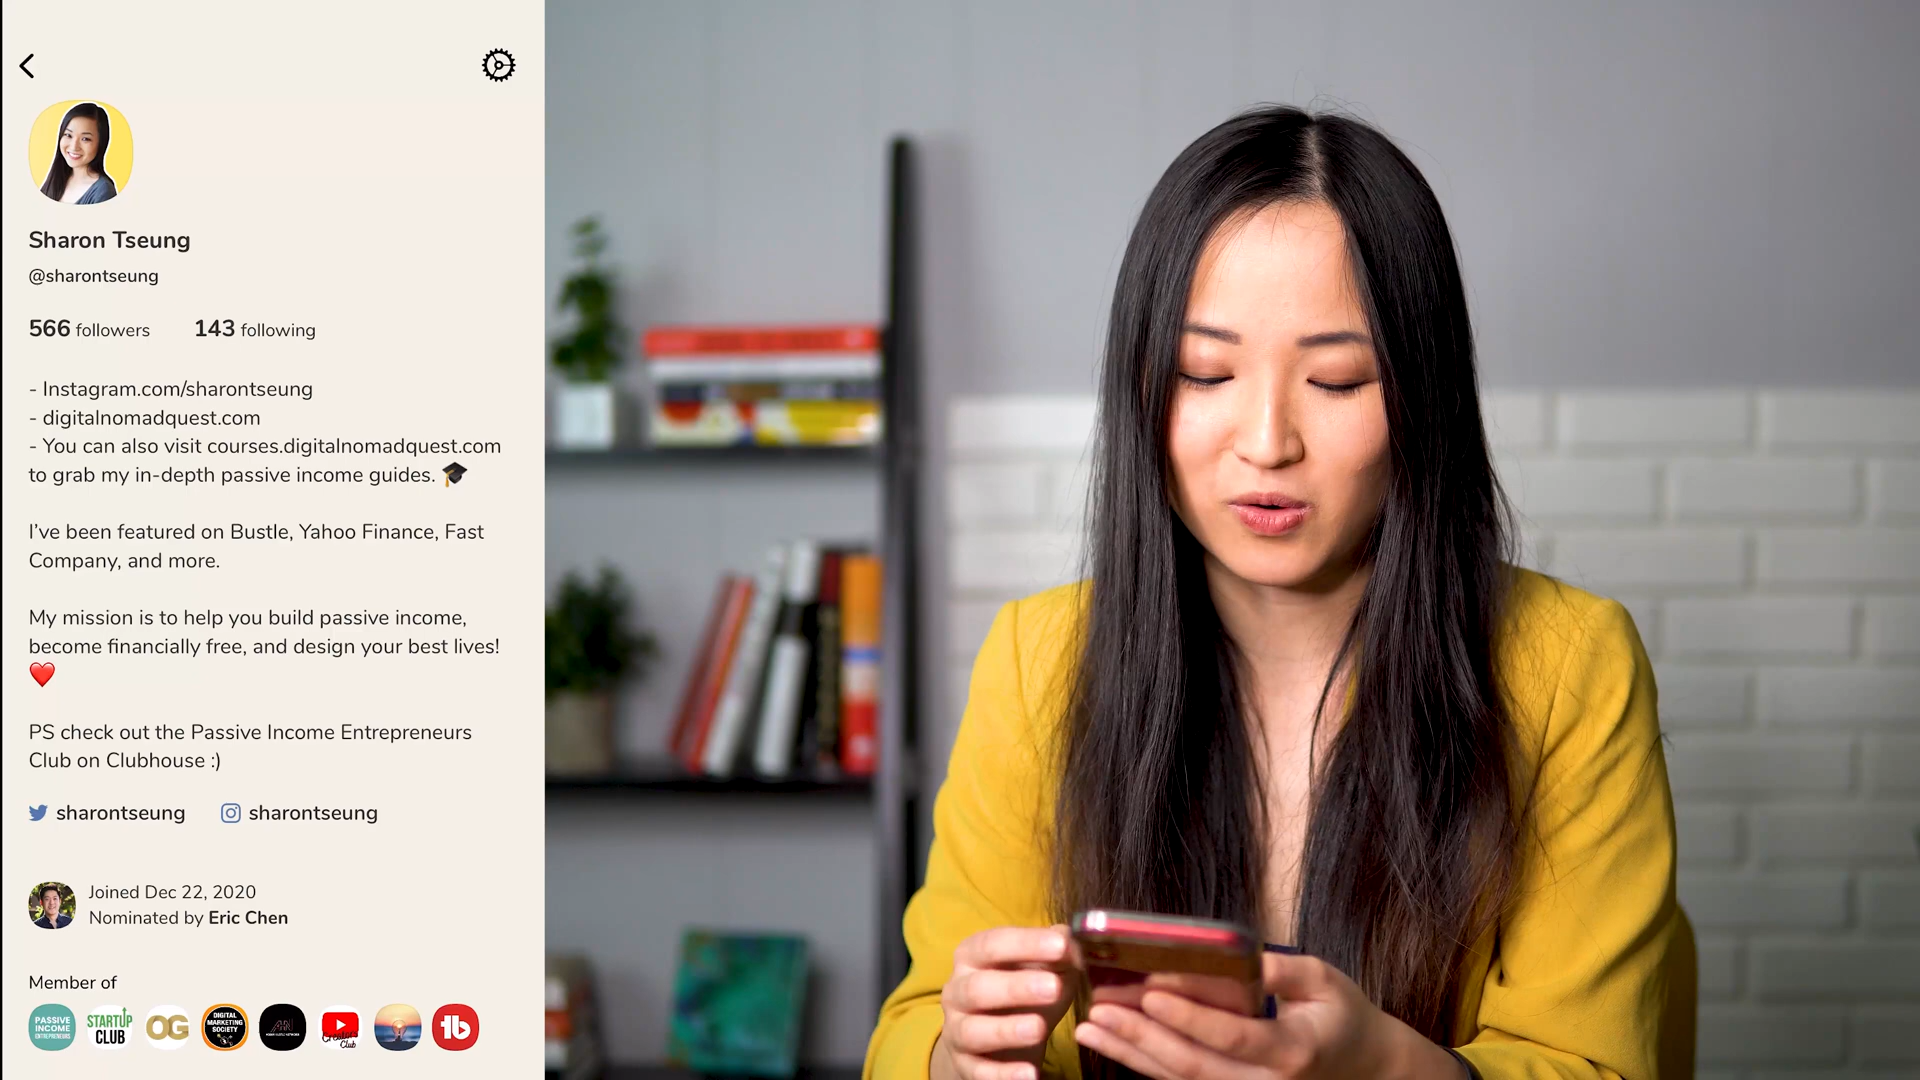 Sharon Tseung
@sharontseung
566 followers 143 following
- Instagram.com/sharontseung
- digitalnomadquest.com
- You can also visit courses.digitalnomadquest.com
to grab my in-depth passive income guides. 🎓
I've been featured on Bustle, Yahoo Finance, Fast
Company, and more.
My mission is to help you build passive income,
become financially free, and design your best lives!
❤️
PS check out the Passive Income Entrepreneurs
Club on Clubhouse :)
sharontseung sharontseung
Joined Dec 22, 2020
Nominated by Eric Chen
Member of
PASSIVE
INCOME
ENTREPRENEURS
STARTUP
CLUB
OG
DIGITAL
MARKETING
SOCIETY
Creators
Club
tb